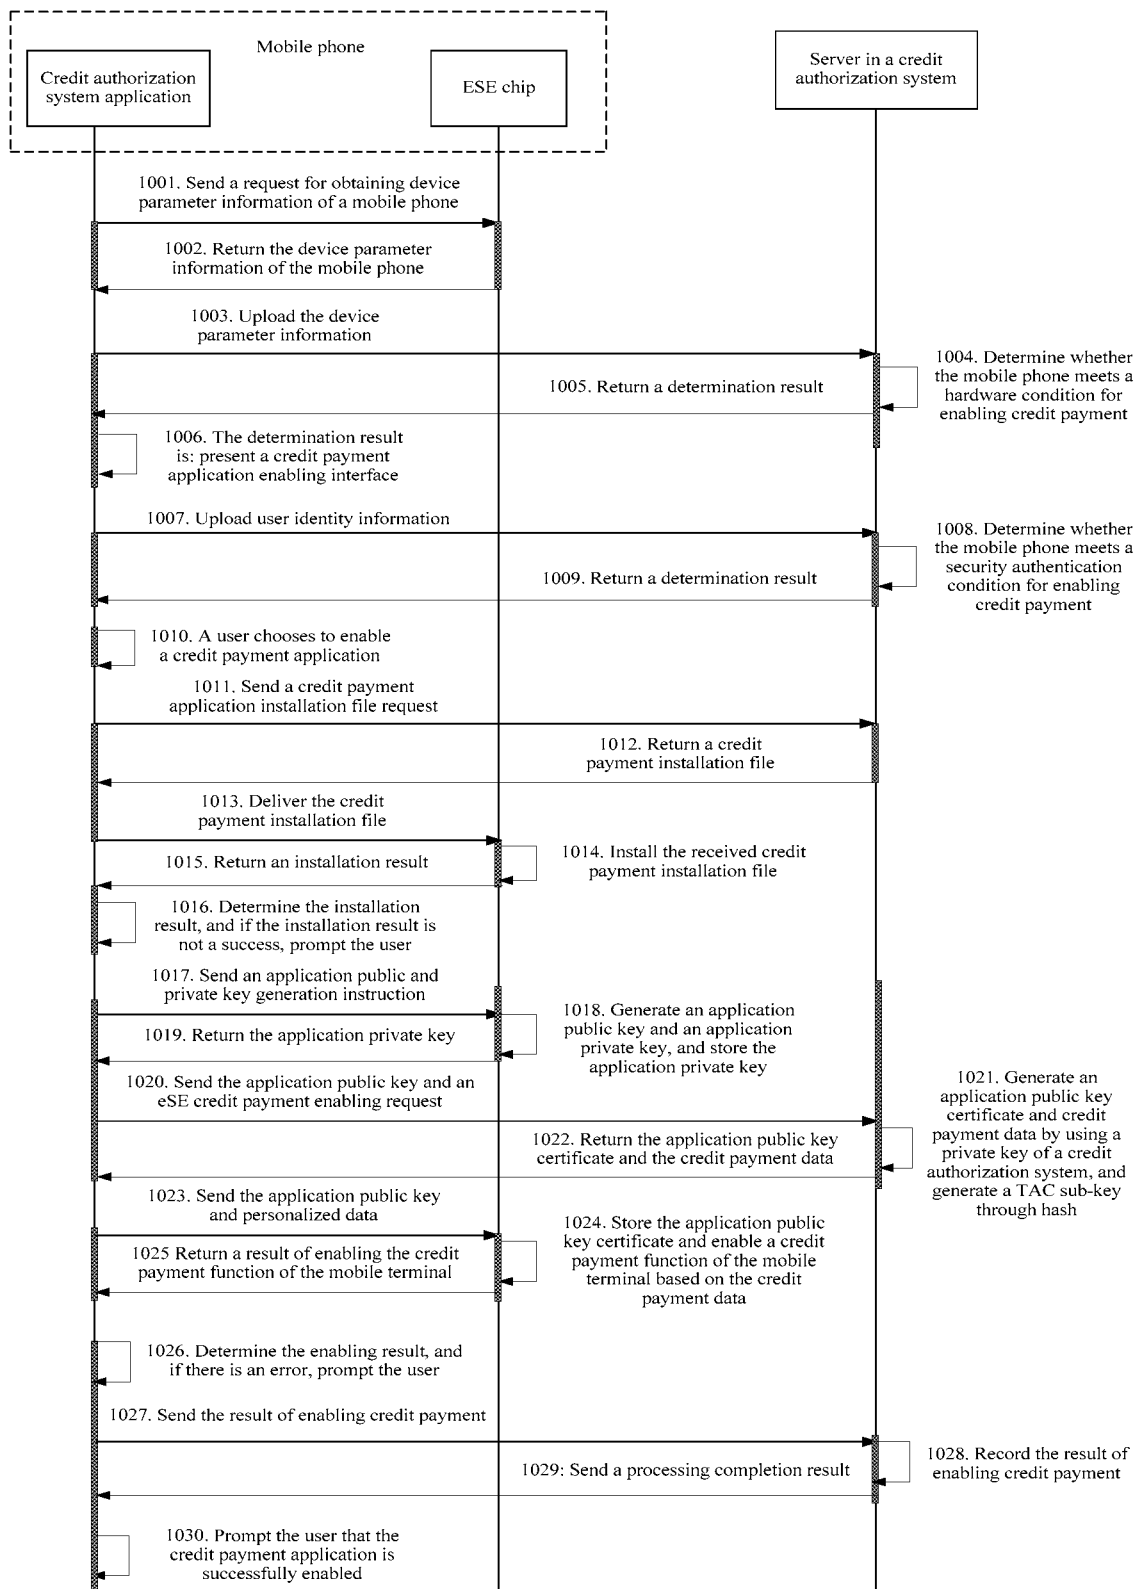 Mobile phone
Credit authorization
system application
ESE chip
Server in a credit
authorization system
1001. Send a request for obtaining device
parameter information of a mobile phone
1002. Return the device parameter
information of the mobile phone
1003. Upload the device
parameter information
1004. Determine whether
the mobile phone meets a
hardware condition for
enabling credit payment
1005. Return a determination result
1006. The determination result
is: present a credit payment
application enabling interface
1007. Upload user identity information
1008. Determine whether
the mobile phone meets a
security authentication
condition for enabling
credit payment
1009. Return a determination result
1010. A user chooses to enable
a credit payment application
1011. Send a credit payment
application installation file request
1012. Return a credit
payment installation file
1013. Deliver the credit
payment installation file
1014. Install the received credit
payment installation file
1015. Return an installation result
1016. Determine the installation
result, and if the installation result is
not a success, prompt the user
1017. Send an application public and
private key generation instruction
1018. Generate an application
public key and an application
private key, and store the
application private key
1019. Return the application private key
1020. Send the application public key and an
eSE credit payment enabling request
1021. Generate an
application public key
certificate and credit
payment data by using a
private key of a credit
authorization system, and
generate a TAC sub-key
through hash
1022. Return the application public key
certificate and the credit payment data
1023. Send the application public key
and personalized data
1024. Store the application public
key certificate and enable a credit
payment function of the mobile
terminal based on the credit
payment data
1025 Return a result of enabling the credit
payment function of the mobile terminal
1026. Determine the enabling result, and
if there is an error, prompt the user
1027. Send the result of enabling credit payment
1028. Record the result of
enabling credit payment
1029: Send a processing completion result
1030. Prompt the user that the
credit payment application is
successfully enabled